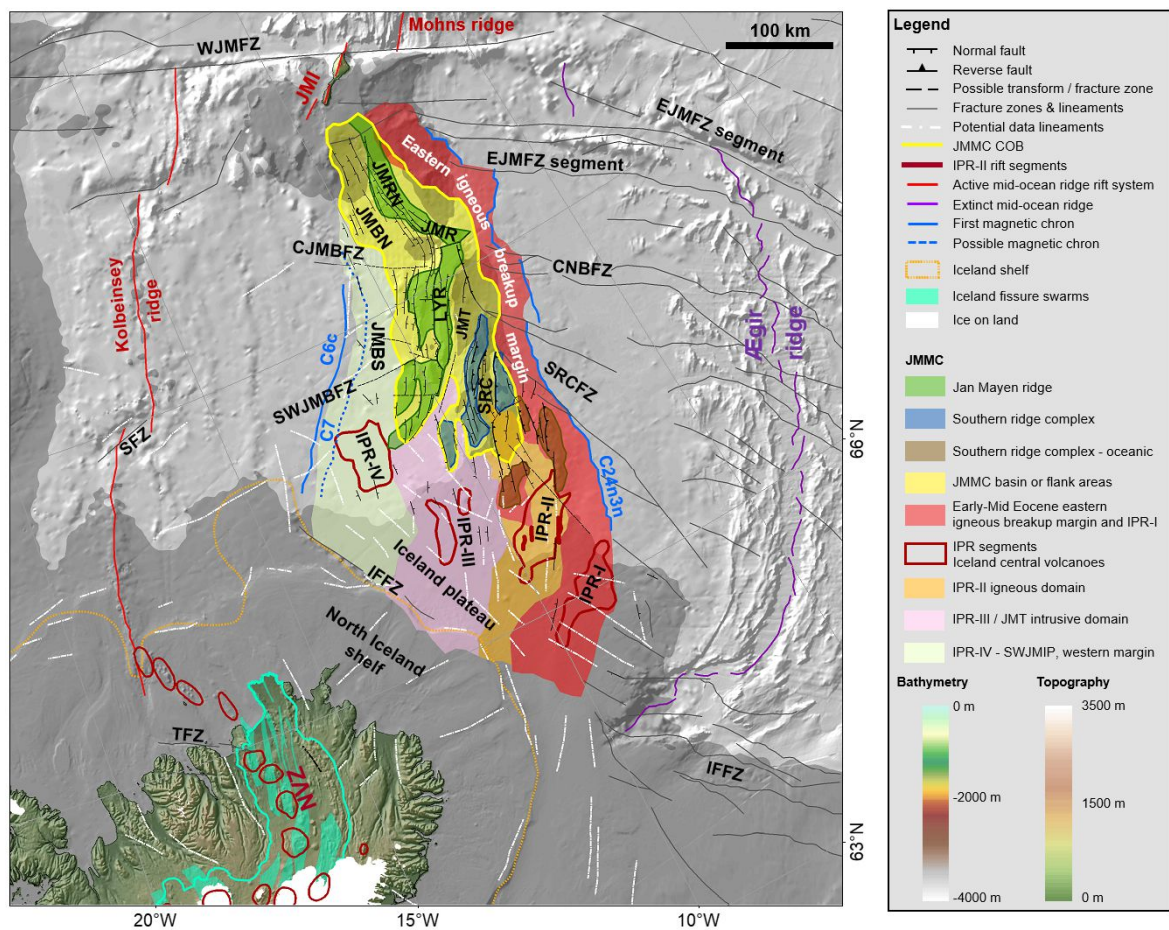 Mohns ridge
WJMFZ
100 km
JMI
EJMFZ segment
EJMFZ segment
Eastern igneous
breakup
margin
JMRN
JMBN
JMR
CJMBFZ
CNBFZ
Kolbeinsey
ridge
LYR
JMT
JMBS
C6c
C7
SRC
SRCFZ
Ægir
ridge
SWJMBFZ
SFZ
IPR-IV
C24n3n
66°N
IPR-II
IPR-III
IPR-I
Iceland plateau
IFFZ
North Iceland
shelf
TFZ
NVZ
IFFZ
63°N
20°W
15°W
10°W
Legend
Normal fault
Reverse fault
Possible transform / fracture zone
Fracture zones & lineaments
Potential data lineaments
JMMC COB
IPR-II rift segments
Active mid-ocean ridge rift system
Extinct mid-ocean ridge
First magnetic chron
Possible magnetic chron
Iceland shelf
Iceland fissure swarms
Ice on land
JMMC
Jan Mayen ridge
Southern ridge complex
Southern ridge complex - oceanic
JMMC basin or flank areas
Early-Mid Eocene eastern
igneous breakup margin and IPR-I
IPR segments
Iceland central volcanoes
IPR-II igneous domain
IPR-III / JMT intrusive domain
IPR-IV - SWJMIP, western margin
Bathymetry
0 m
-2000 m
-4000 m
Topography
3500 m
1500 m
0 m